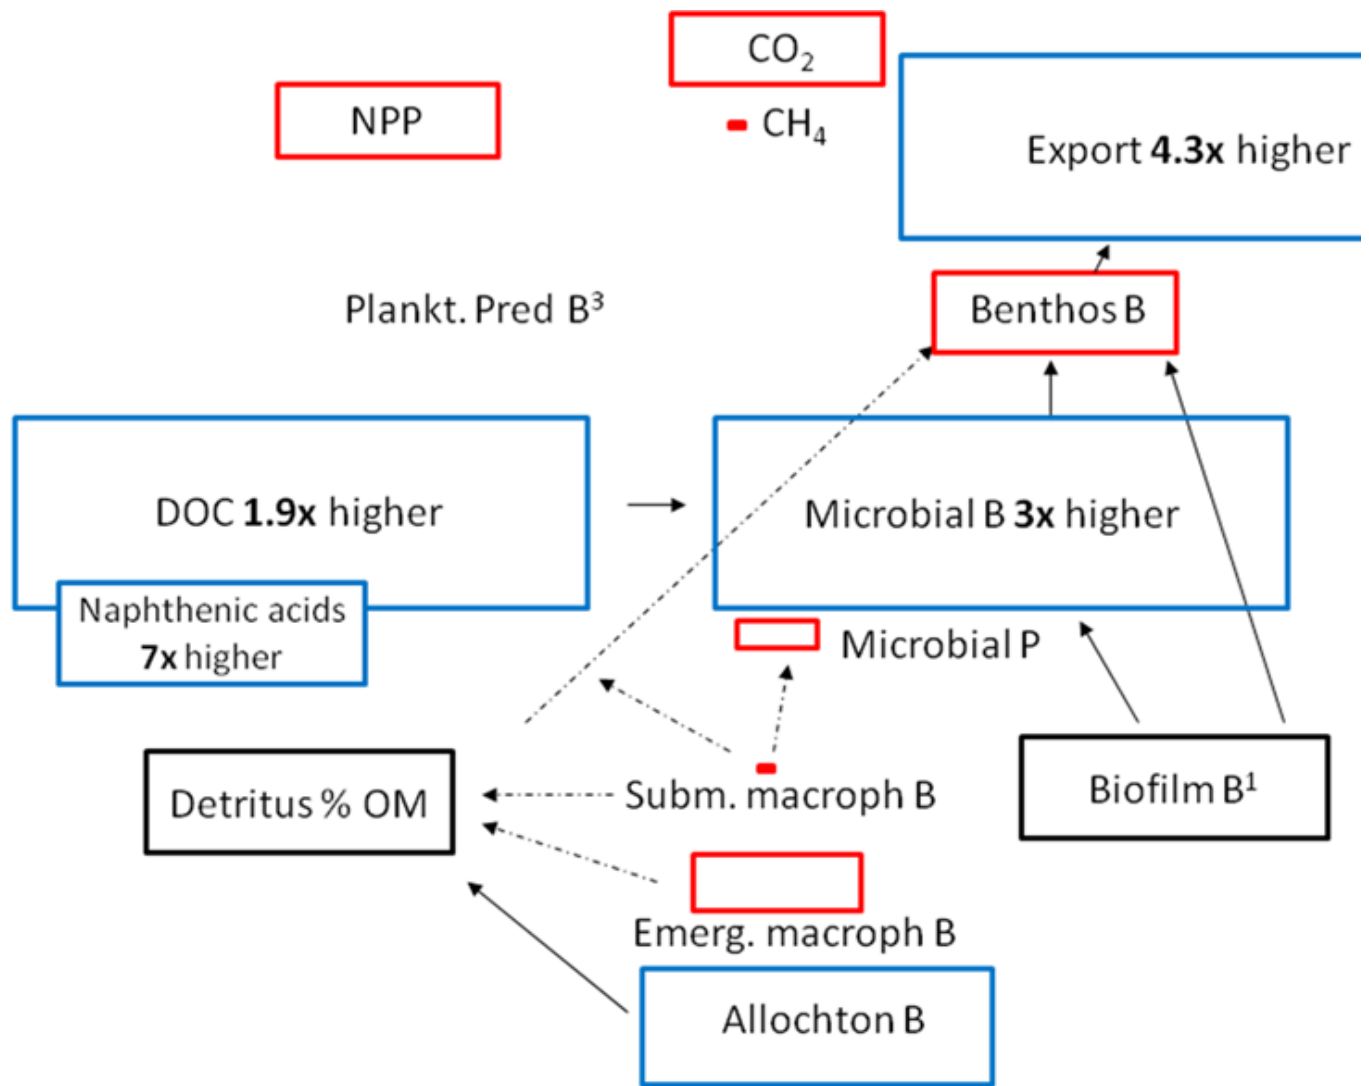 CO₂
NPP
CH₄
Export 4.3x higher
Plankt. Pred B³
Benthos B
DOC 1.9x higher
Microbial B 3x higher
Naphthenic acids
7x higher
Microbial P
Detritus % OM
Subm. macroph B
Biofilm B¹
Emerg. macroph B
Allochton B